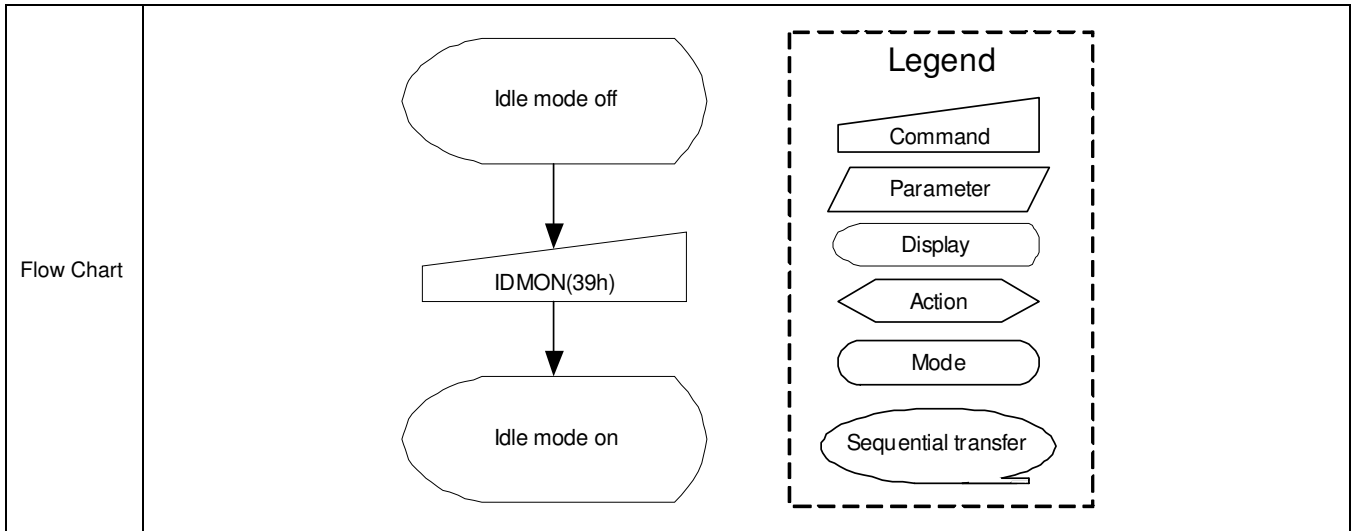 Flow Chart
Idle mode off
IDMON(39h)
Idle mode on
Legend
Command
Parameter
Display
Action
Mode
Sequential transfer